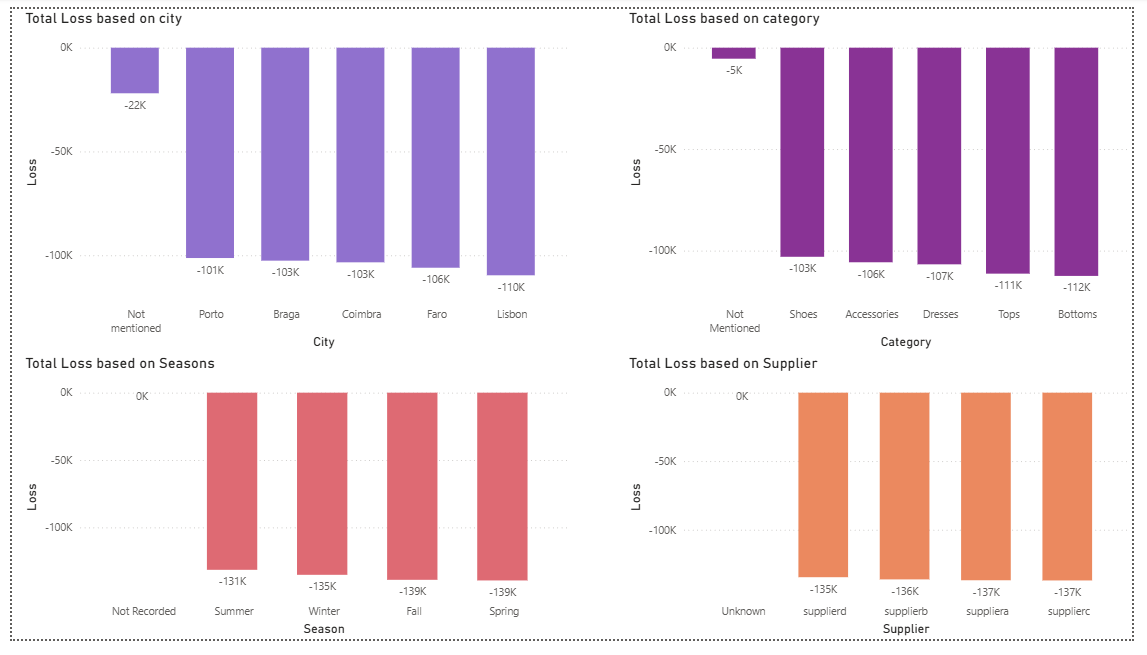 Total Loss based on city
0K
-50K
-100K
Loss
-22K
-101K
-103K
-103K
-106K
-110K
Not mentioned
Porto
Braga
Coimbra
Faro
Lisbon
City
Total Loss based on category
0K
-50K
-100K
Loss
-5K
-103K
-106K
-107K
-111K
-112K
Not Mentioned
Shoes
Accessories
Dresses
Tops
Bottoms
Category
Total Loss based on Seasons
0K
-50K
-100K
Loss
0K
-131K
-135K
-139K
-139K
Not Recorded
Summer
Winter
Fall
Spring
Season
Total Loss based on Supplier
0K
-50K
-100K
Loss
0K
-135K
-136K
-137K
-137K
Unknown
supplierd
supplierb
suppliera
supplierc
Supplier